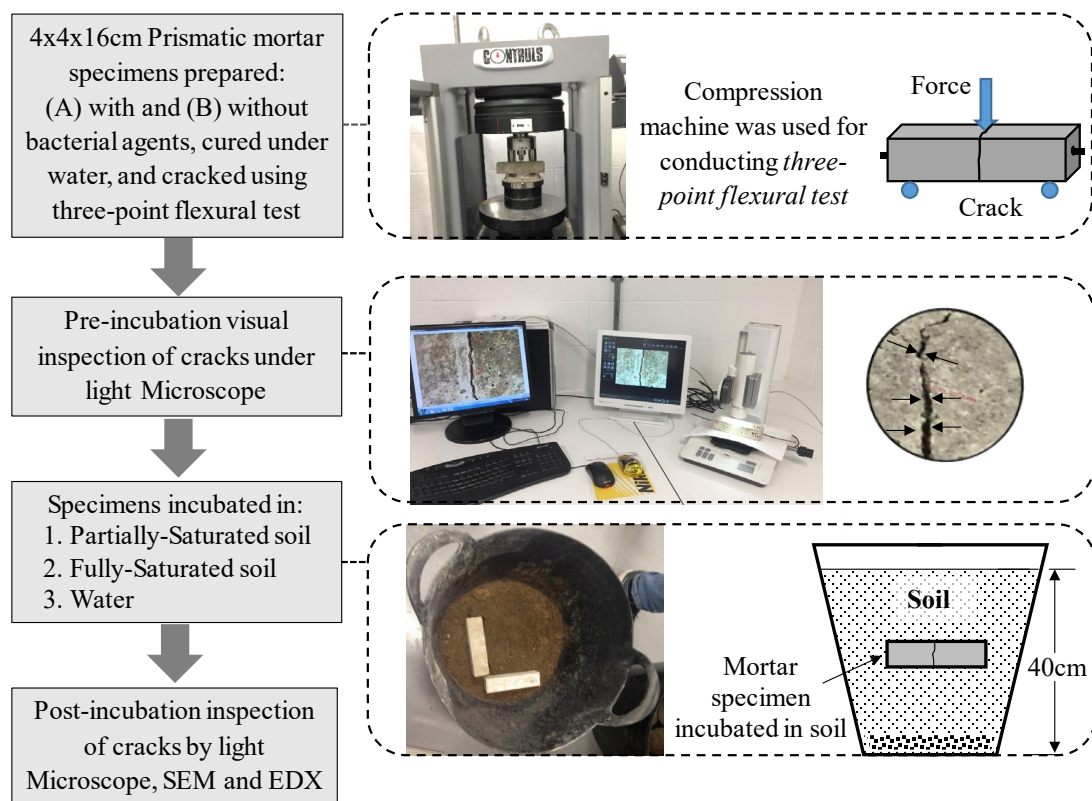 4x4x16cm Prismatic mortar
specimens prepared:
(A) with and (B) without
bacterial agents, cured under
water, and cracked using
three-point flexural test
CONTROLS
Compression
machine was used for
conducting three-
point flexural test
Force
Crack
Pre-incubation visual
inspection of cracks under
light Microscope
Specimens incubated in:
1. Partially-Saturated soil
2. Fully-Saturated soil
3. Water
Soil
Mortar
specimen
incubated in soil
40cm
Post-incubation inspection
of cracks by light
Microscope, SEM and EDX